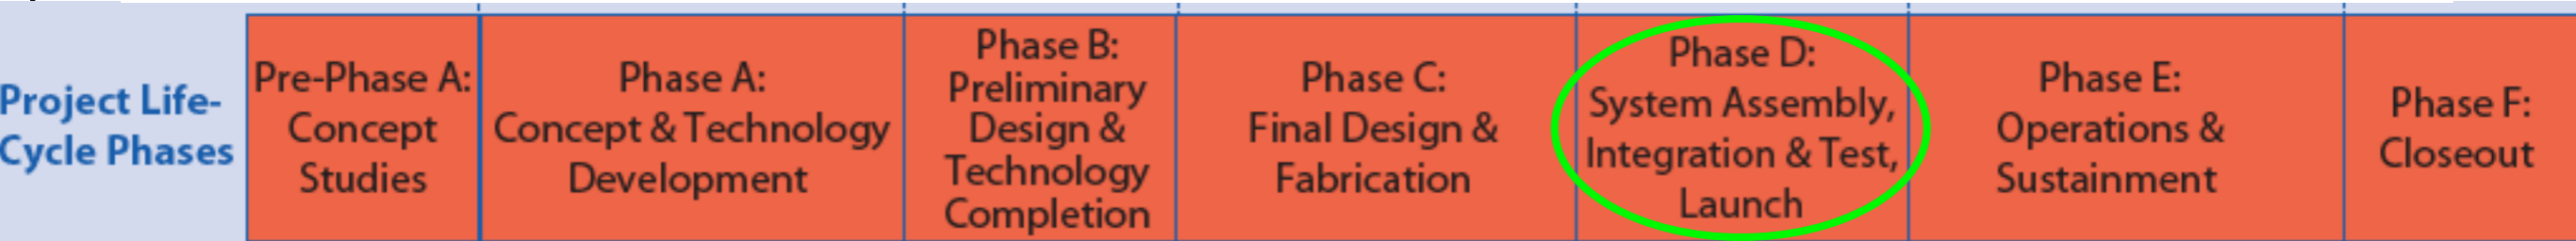 Project Life-
Cycle Phases
Pre-Phase A:
Concept
Studies
Phase A:
Concept & Technology
Development
Phase B:
Preliminary
Design &
Technology
Completion
Phase C:
Final Design &
Fabrication
Phase D:
System Assembly,
Integration & Test,
Launch
Phase E:
Operations &
Sustainment
Phase F:
Closeout